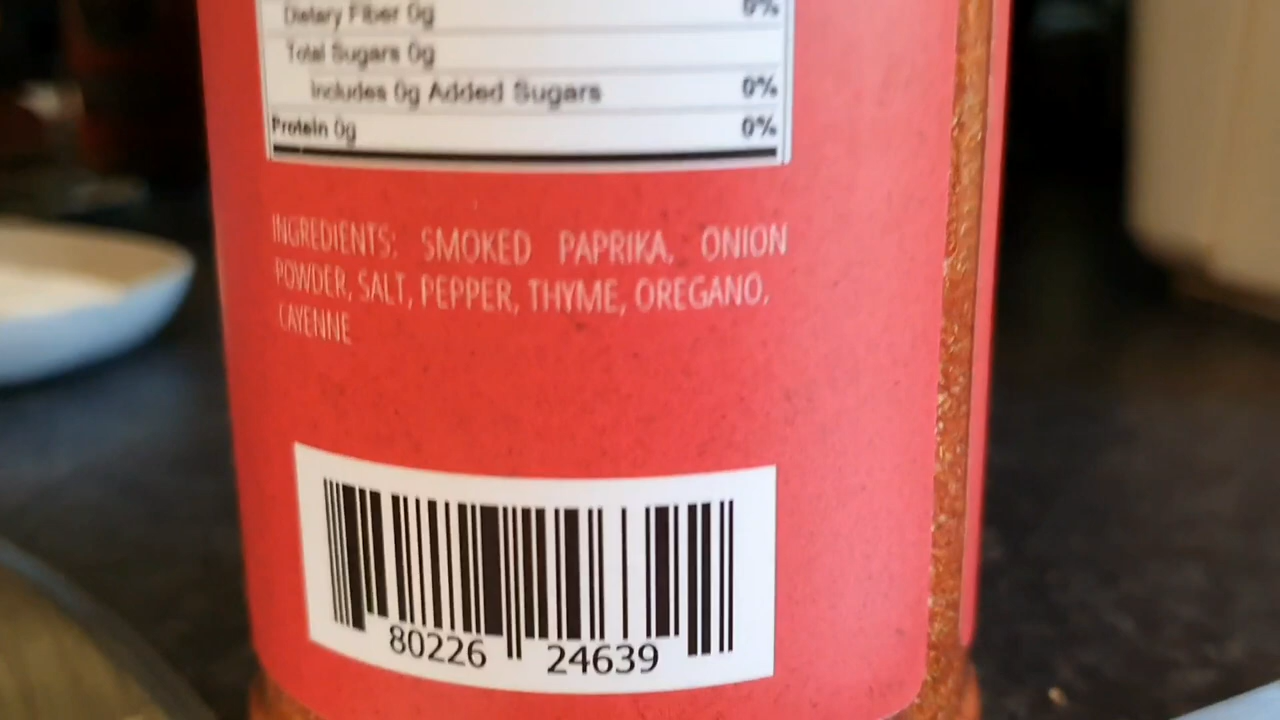 Dietary Fiber 0g 0%
Total Sugars 0g
Includes 0g Added Sugars 0%
Protein 0g 0%
INGREDIENTS: SMOKED PAPRIKA, ONION
POWDER, SALT, PEPPER, THYME, OREGANO,
CAYENNE
80226 24639